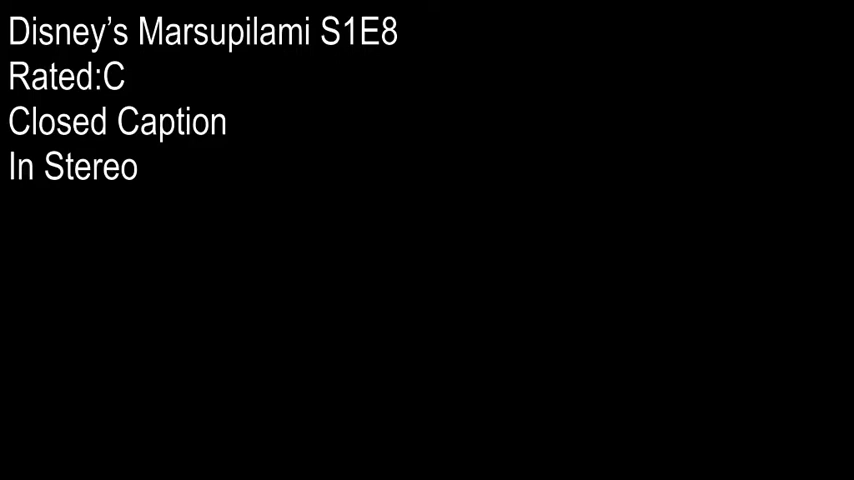 Disney’s Marsupilami S1E8
Rated:C
Closed Caption
In Stereo